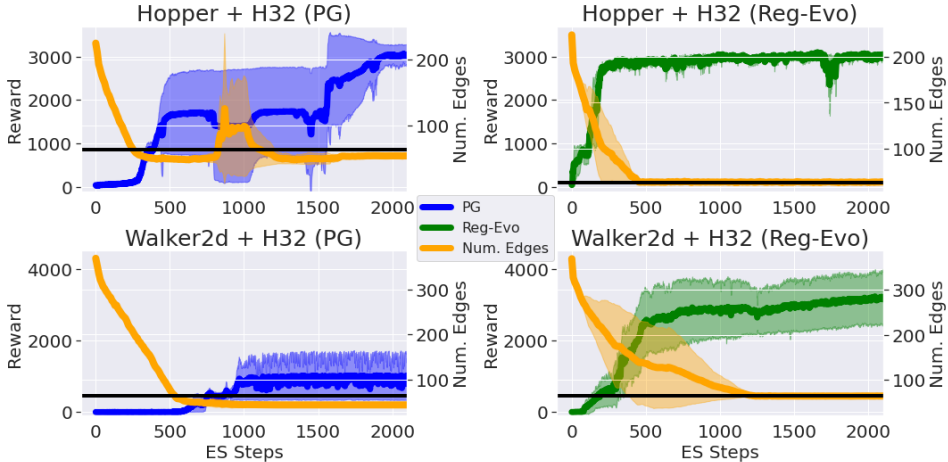 Hopper + H32 (PG)
Reward
3000
2000
1000
0
200
100
Num. Edges
0 500 1000 1500 2000
Hopper + H32 (Reg-Evo)
Reward
3000
2000
1000
0
200
150
100
Num. Edges
0 500 1000 1500 2000
PG
Reg-Evo
Num. Edges
Walker2d + H32 (PG)
Reward
4000
2000
0
300
200
100
Num. Edges
0 500 1000 1500 2000
ES Steps
Walker2d + H32 (Reg-Evo)
Reward
4000
2000
0
300
200
100
Num. Edges
0 500 1000 1500 2000
ES Steps